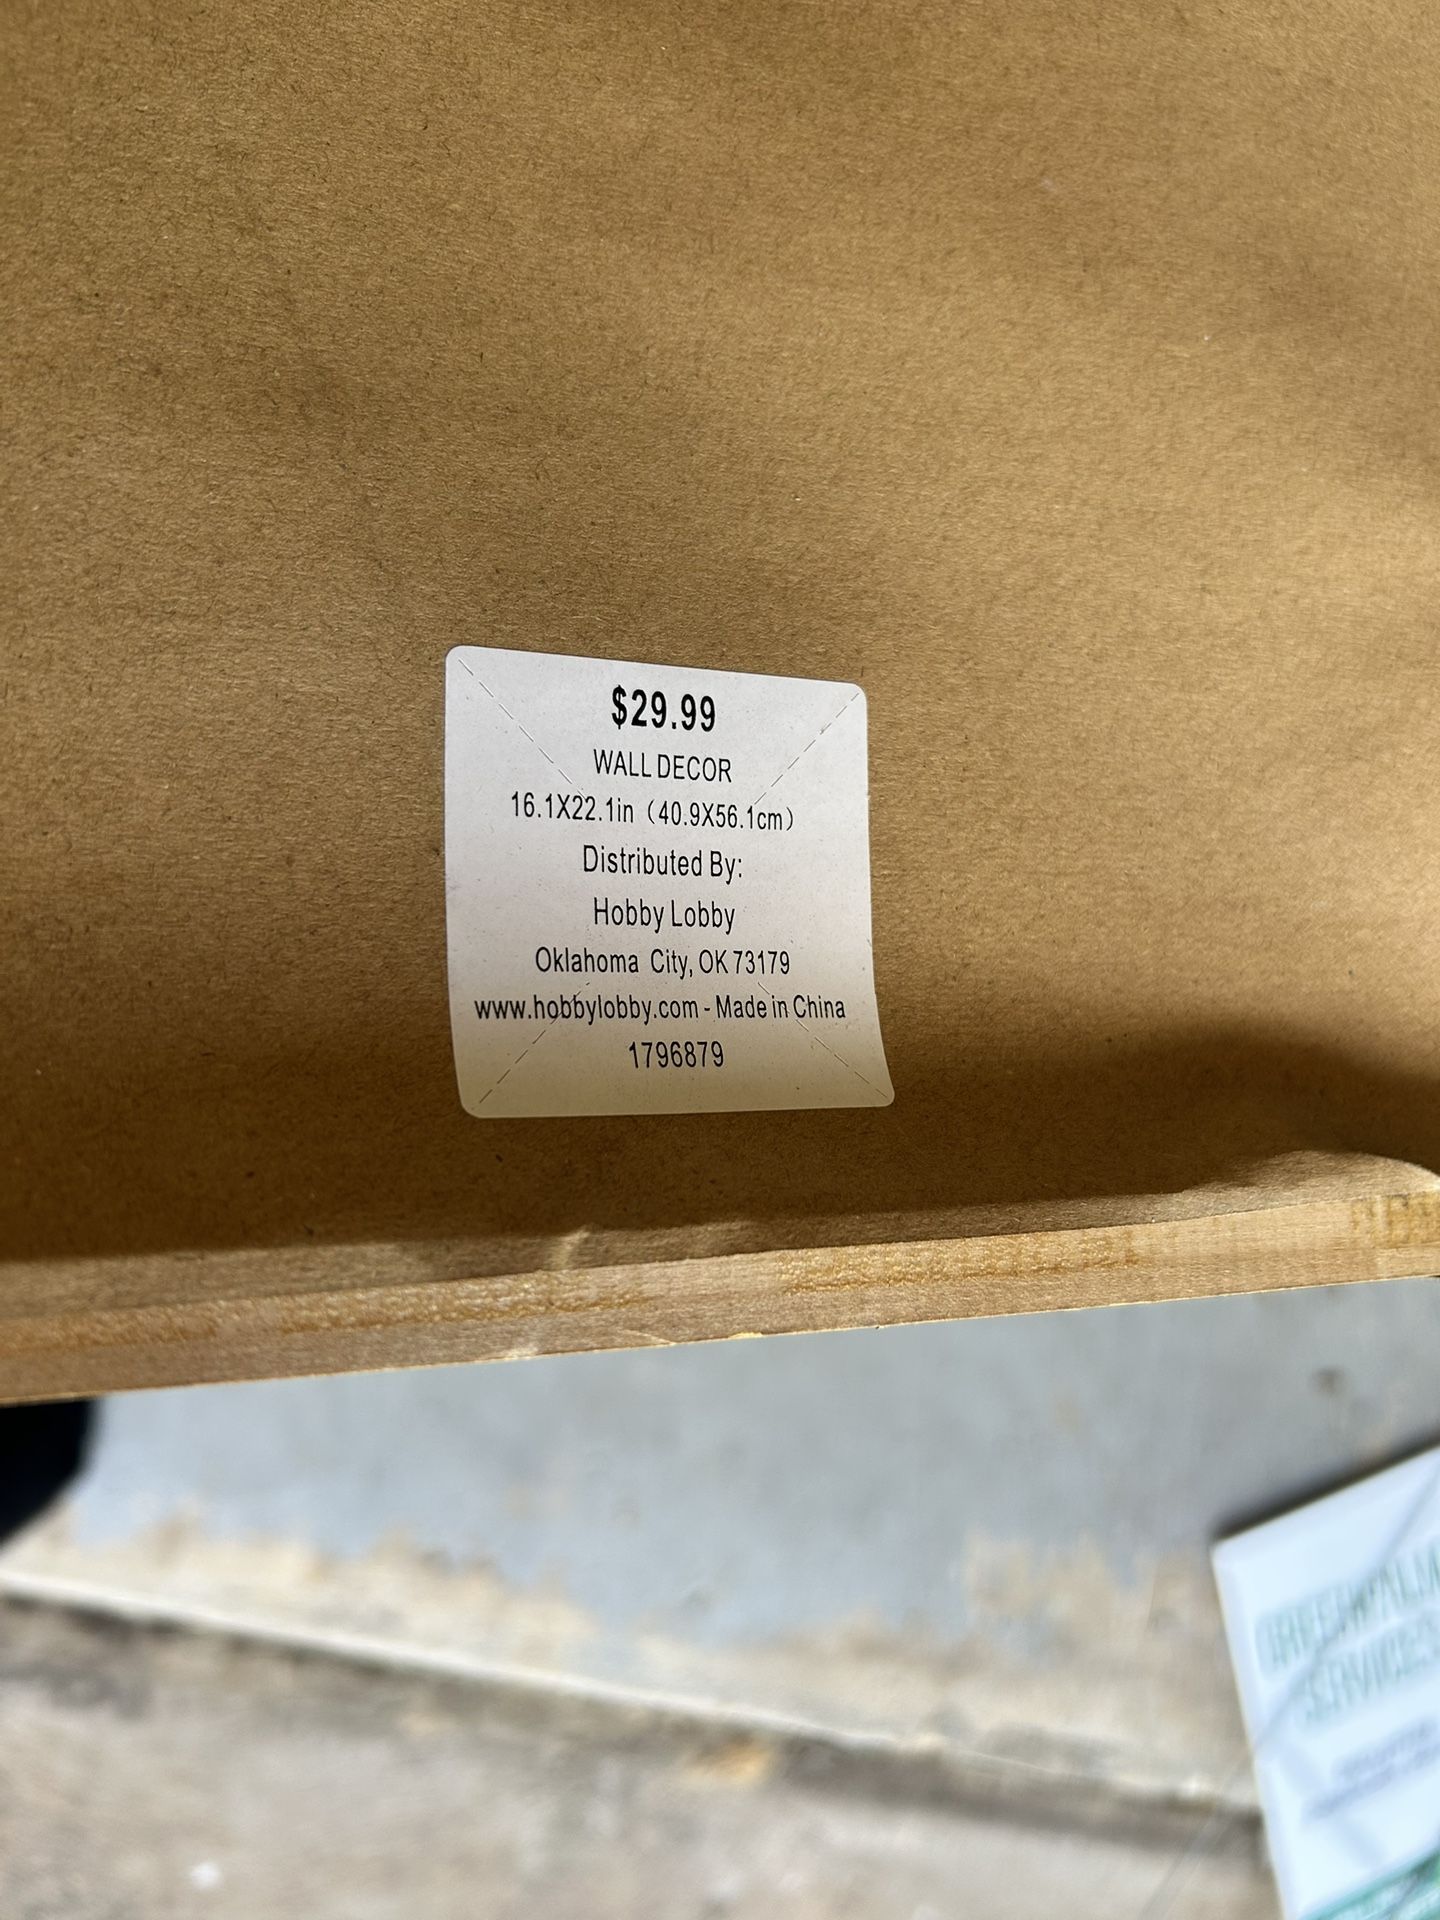 $29.99
WALL DECOR
16.1X22.1in（40.9X56.1cm）
Distributed By:
Hobby Lobby
Oklahoma City, OK 73179
www.hobbylobby.com - Made in China
1796879
SERVICES